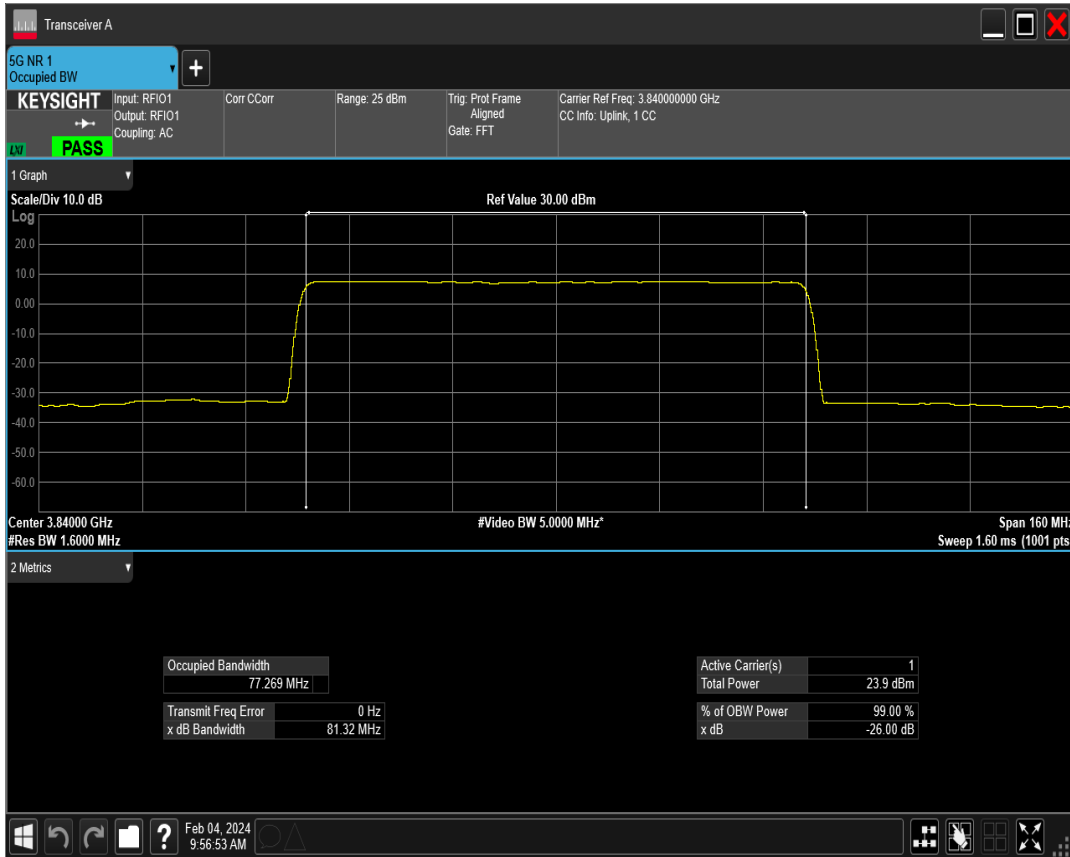 Transceiver A
5G NR 1
Occupied BW
+
KEYSIGHT
LXI
PASS
Input: RFIO1
Output: RFIO1
Coupling: AC
Corr CCorr
Range: 25 dBm
Trig: Prot Frame
Aligned
Gate: FFT
Carrier Ref Freq: 3.840000000 GHz
CC Info: Uplink, 1 CC
1 Graph
Scale/Div 10.0 dB
Ref Value 30.00 dBm
Log
20.0
10.0
0.00
-10.0
-20.0
-30.0
-40.0
-50.0
-60.0
Center 3.84000 GHz
#Video BW 5.0000 MHz*
Span 160 MHz
#Res BW 1.6000 MHz
Sweep 1.60 ms (1001 pts
2 Metrics
Occupied Bandwidth
77.269 MHz
Transmit Freq Error 0 Hz
x dB Bandwidth 81.32 MHz
Active Carrier(s) 1
Total Power 23.9 dBm
% of OBW Power 99.00 %
x dB -26.00 dB
?
Feb 04, 2024
9:56:53 AM